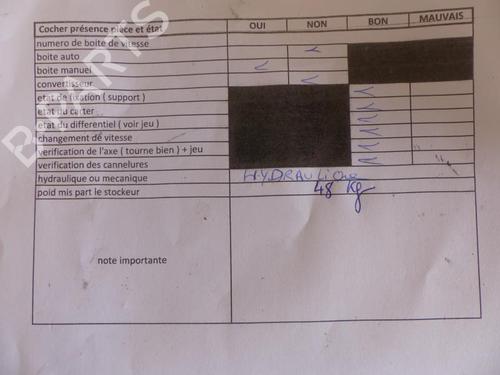 Cocher présence piece et état OUI NON BON MAUVAIS
numero de boite de vitesse
boite auto
boite manuel
convertisseur
etat de fixation ( support )
etat du carter
etat du differentiel ( voir jeu )
changement de vitesse
verification de l'axe ( tourne bien ) + jeu
verification des cannelures
hydraulique ou mecanique HYDRAULIQUE
poid mis part le stockeur 48 Kg
note importante